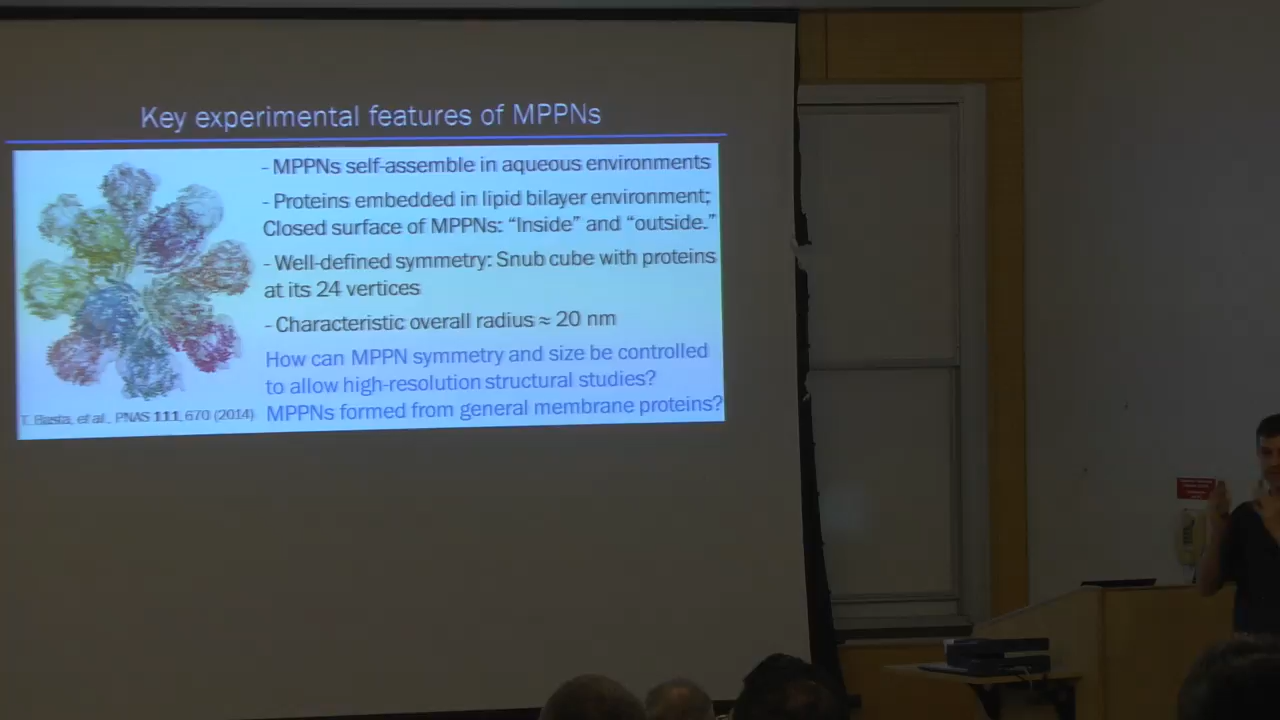 Key experimental features of MPPNs
- MPPNs self-assemble in aqueous environments
- Proteins embedded in lipid bilayer environment;
Closed surface of MPPNs: “Inside” and “outside.”
- Well-defined symmetry: Snub cube with proteins
at its 24 vertices
- Characteristic overall radius ≈ 20 nm
How can MPPN symmetry and size be controlled
to allow high-resolution structural studies?
MPPNs formed from general membrane proteins?
T. Basta, et al., PNAS 111, 670 (2014)